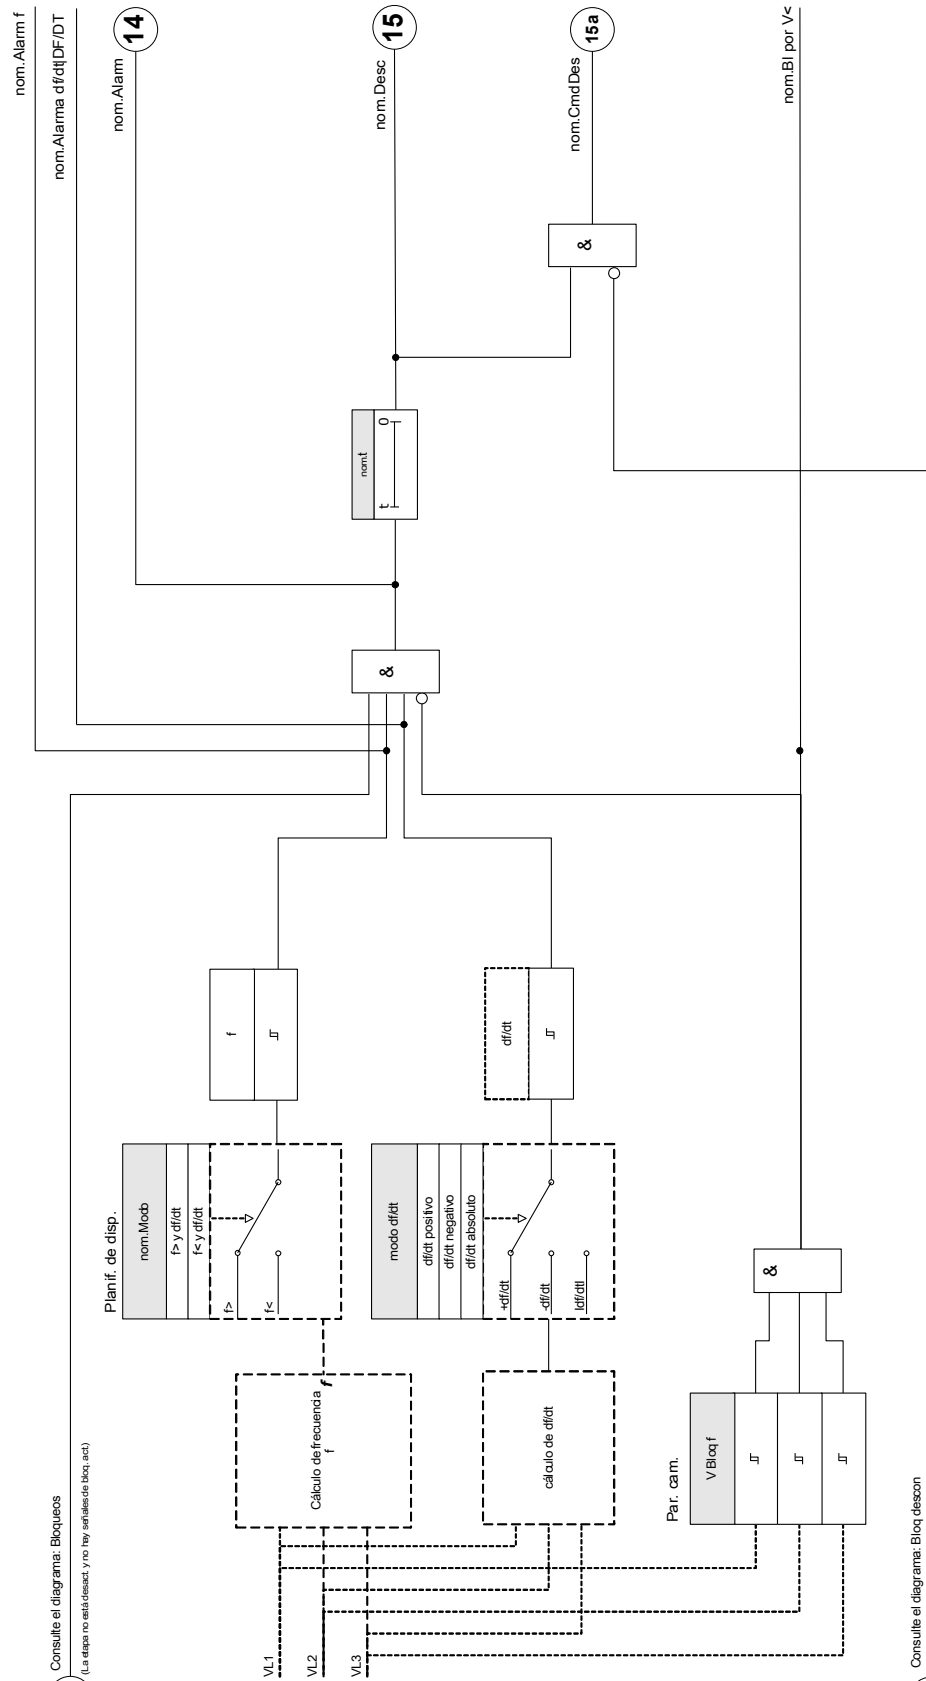 nom.Alarm f
nom.Alarma df/dt|DF/DT
14
nom.Alarm
15
nom.Desc
15a
nom.CmdDes
nom.Bl por V<
&
nom.t
t
0
&
Consulte el diagrama: Bloqueos
(La etapa no está desact. y no hay señales de bloq. act.)
Planif. de disp.
nom.Modo
f> y df/dt
f< y df/dt
f>
f<
f
modo df/dt
df/dt positivo
df/dt negativo
df/dt absoluto
+df/dt
-df/dt
|df/dt|
df/dt
Cálculo de frecuencia
f
f
cálculo de df/dt
VL1
VL2
VL3
Par. cam.
V Bloq f
&
Consulte el diagrama: Bloq descon